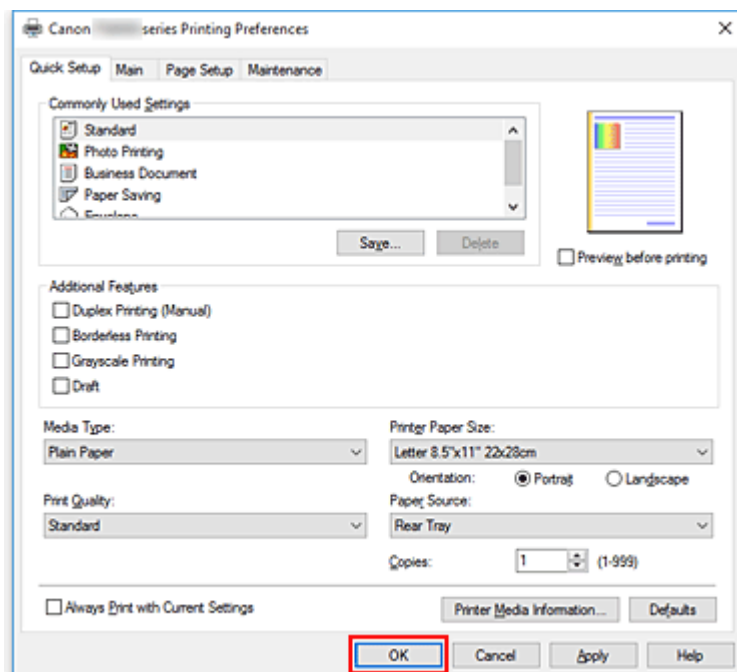 Canon series Printing Preferences
Quick Setup Main Page Setup Maintenance
Commonly Used Settings
Standard
Photo Printing
Business Document
Paper Saving
Envelope
Save... Delete
Preview before printing
Additional Features
Duplex Printing (Manual)
Borderless Printing
Grayscale Printing
Draft
Media Type: Printer Paper Size:
Plain Paper Letter 8.5"x11" 22x28cm
Orientation: Portrait Landscape
Print Quality: Paper Source:
Standard Rear Tray
Copies: 1 (1-999)
Always Print with Current Settings Printer Media Information... Defaults
OK Cancel Apply Help